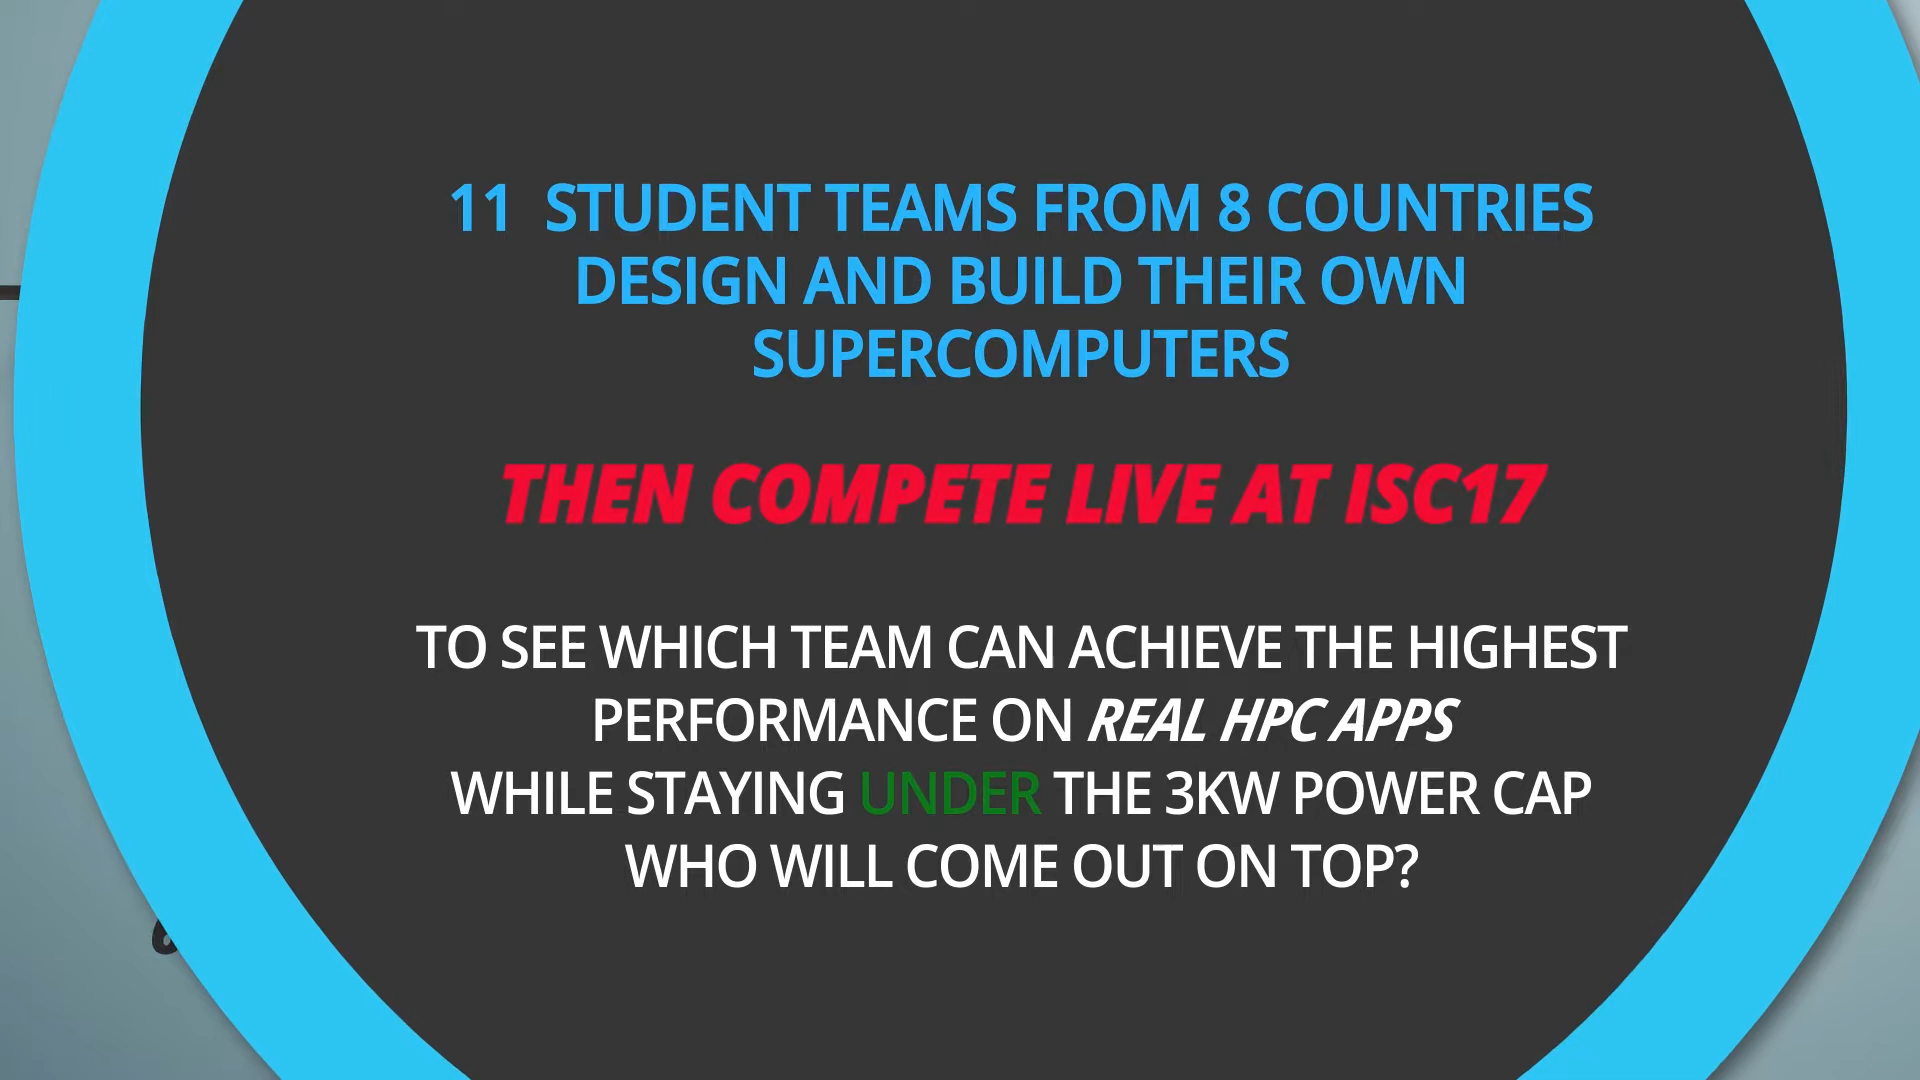 11 STUDENT TEAMS FROM 8 COUNTRIES
DESIGN AND BUILD THEIR OWN
SUPERCOMPUTERS
THEN COMPETE LIVE AT ISC17
TO SEE WHICH TEAM CAN ACHIEVE THE HIGHEST
PERFORMANCE ON REAL HPC APPS
WHILE STAYING UNDER THE 3KW POWER CAP
WHO WILL COME OUT ON TOP?